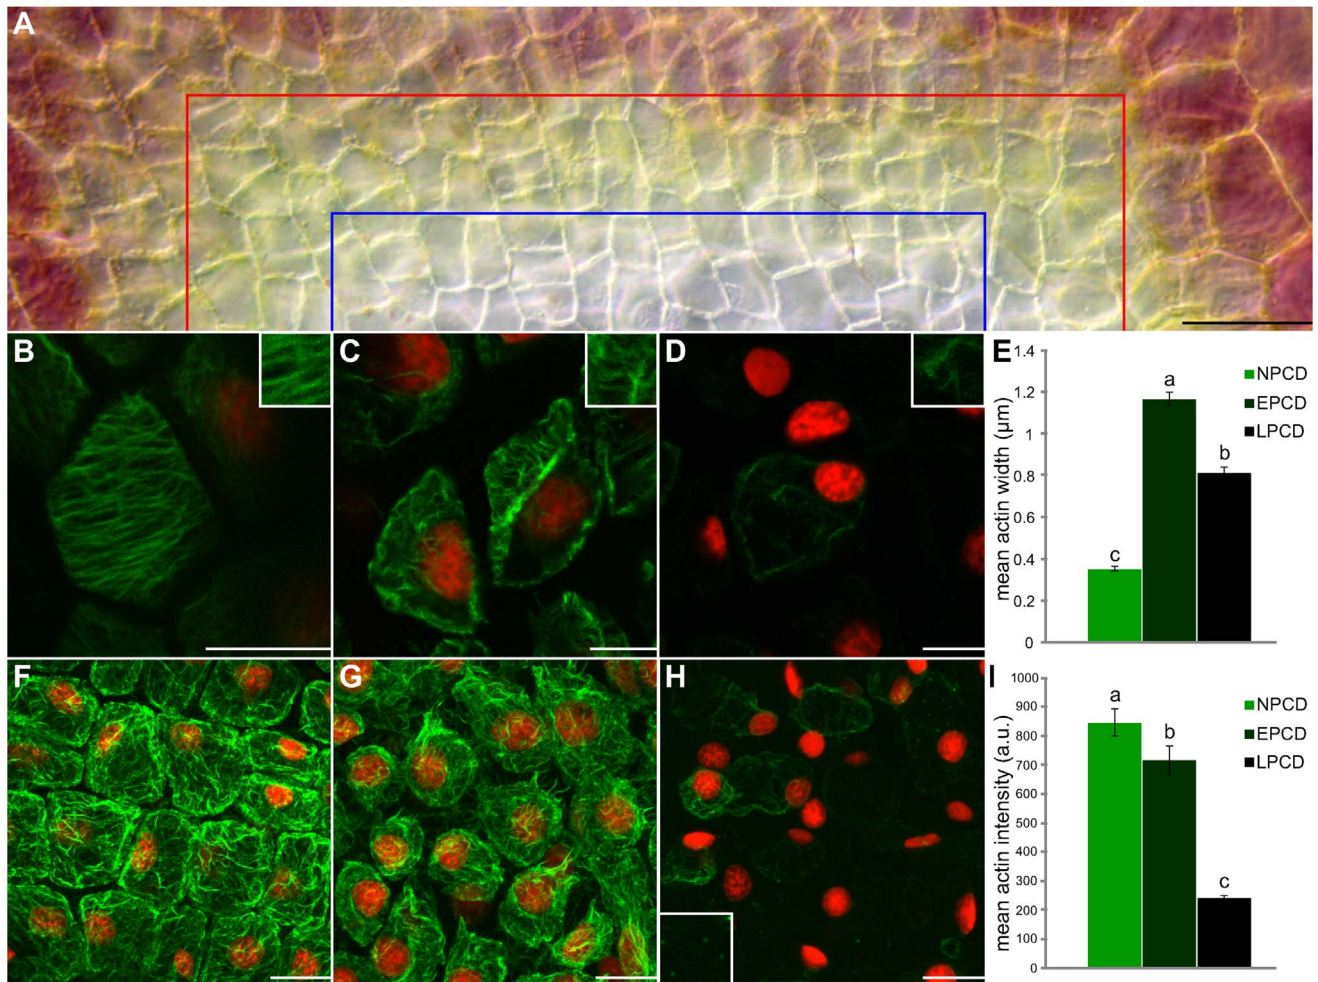 A
B
C
D
E
1.4
1.2
1
0.8
0.6
0.4
0.2
0
mean actin width (µm)
NPCD
EPCD
LPCD
c
a
b
F
G
H
I
1000
900
800
700
600
500
400
300
200
100
0
mean actin intensity (a.u.)
NPCD
EPCD
LPCD
a
b
c